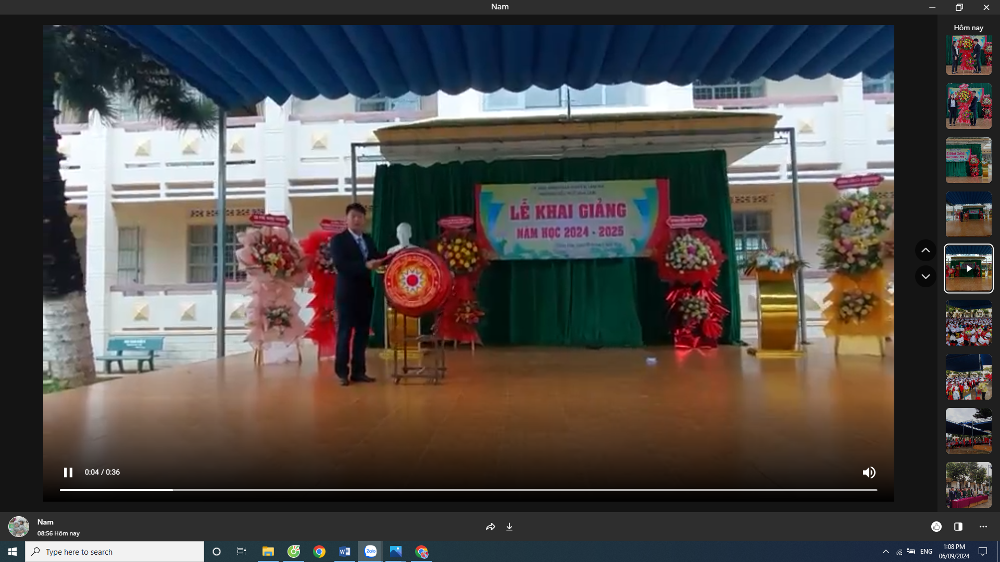 Nam
Hôm nay
LỄ KHAI GIẢNG
NĂM HỌC 2024 - 2025
0:04 / 0:36
Nam
08:56 Hôm nay
Type here to search
Zalo
ENG
1:08 PM
06/09/2024